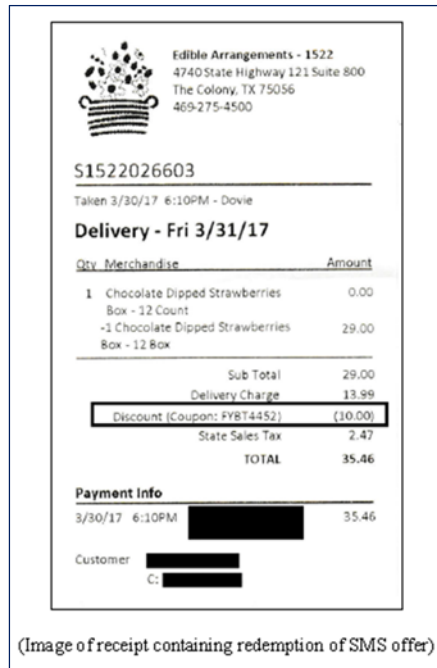 Edible Arrangements - 1522
4740 State Highway 121 Suite 800
The Colony, TX 75056
469-275-4500
S1522026603
Taken 3/30/17 6:10PM - Dovie
Delivery - Fri 3/31/17
Qty Merchandise Amount
1 Chocolate Dipped Strawberries 0.00
Box - 12 Count
-1 Chocolate Dipped Strawberries 29.00
Box - 12 Box
Sub Total 29.00
Delivery Charge 13.99
Discount (Coupon: FYBT4452) (10.00)
State Sales Tax 2.47
TOTAL 35.46
Payment Info
3/30/17 6:10PM 35.46
Customer
C:
(Image of receipt containing redemption of SMS offer)